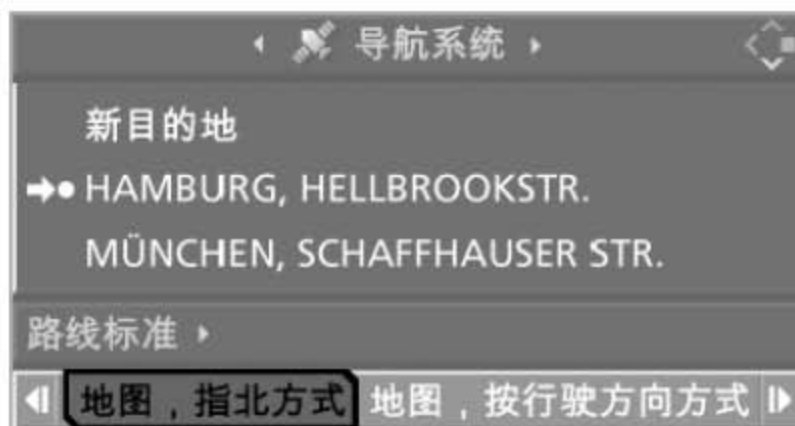 导航系统
新目的地
HAMBURG, HELLBROOKSTR.
MÜNCHEN, SCHAFFHAUSER STR.
路线标准
地图，指北方式 地图，按行驶方向方式